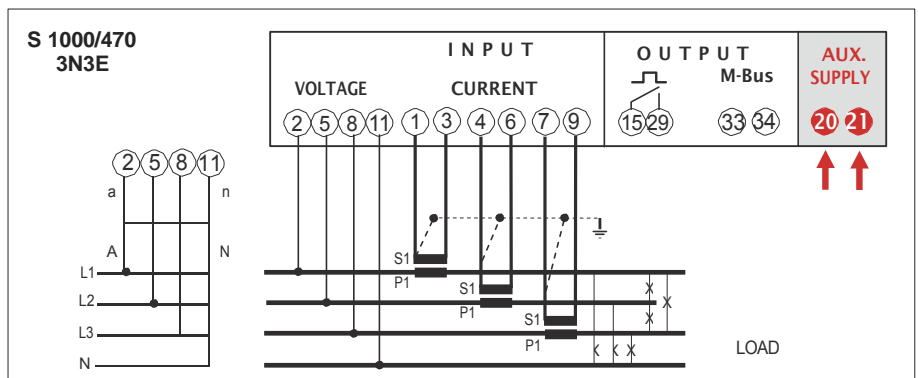 S 1000/470
3N3E
INPUT
OUTPUT
AUX.
SUPPLY
VOLTAGE
CURRENT
M-Bus
2 5 8 11 1 3 4 6 7 9
15 29 33 34
20 21
2 5 8 11
a n
A N
L1
L2
L3
N
S1
P1
S1
P1
S1
P1
X
X
X
X X X
LOAD